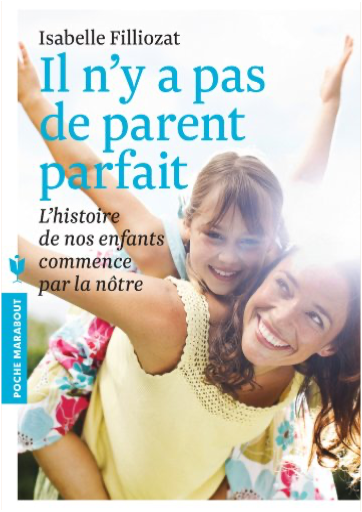 Isabelle Filliozat
Il n'y a pas
de parent
parfait
L'histoire
de nos enfants
commence
par la nôtre
POCHE MARABOUT